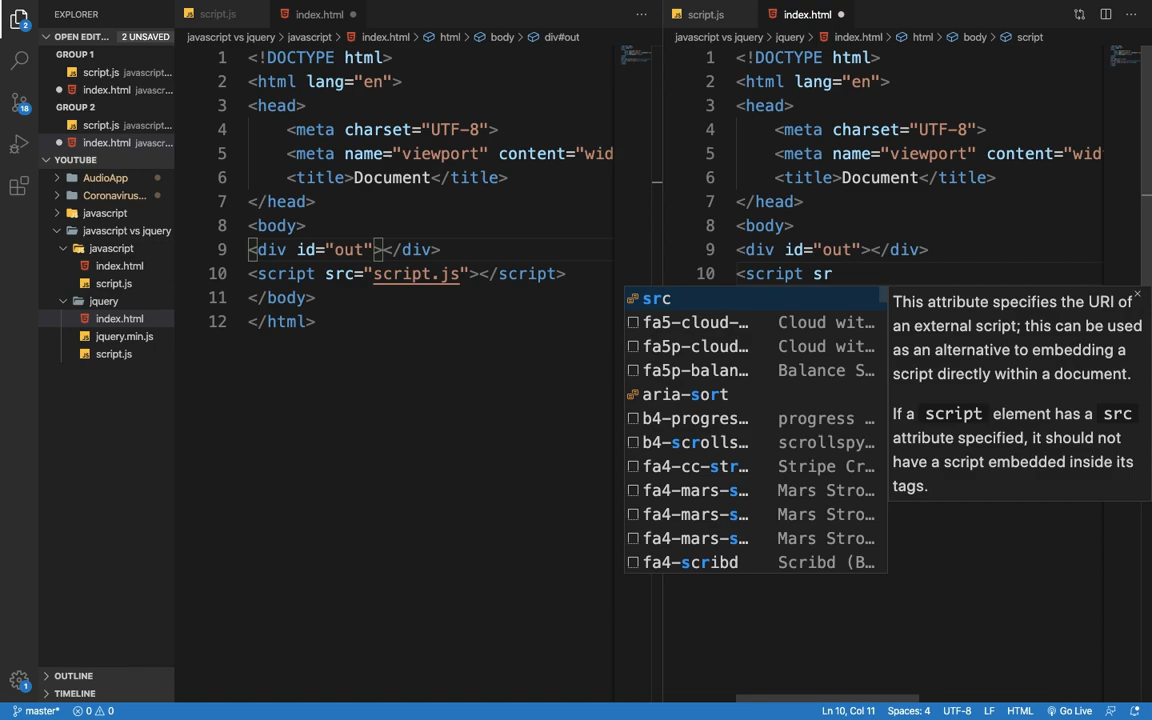 EXPLORER
OPEN EDIT... 2 UNSAVED
GROUP 1
script.js javascript...
index.html javascr...
GROUP 2
script.js javascript...
index.html javascr...
YOUTUBE
AudioApp
Coronavirus...
javascript
javascript vs jquery
javascript
index.html
script.js
jquery
index.html
jquery.min.js
script.js
OUTLINE
TIMELINE
2
18
1
script.js index.html
javascript vs jquery > javascript > index.html > html > body > div#out
1 <!DOCTYPE html>
2 <html lang="en">
3 <head>
4 <meta charset="UTF-8">
5 <meta name="viewport" content="wid
6 <title>Document</title>
7 </head>
8 <body>
9 <div id="out"></div>
10 <script src="script.js"></script>
11 </body>
12 </html>
script.js index.html
javascript vs jquery > jquery > index.html > html > body > script
1 <!DOCTYPE html>
2 <html lang="en">
3 <head>
4 <meta charset="UTF-8">
5 <meta name="viewport" content="wid
6 <title>Document</title>
7 </head>
8 <body>
9 <div id="out"></div>
10 <script sr
src
fa5-cloud-… Cloud wit…
fa5p-cloud… Cloud wit…
fa5p-balan… Balance S…
aria-sort
b4-progres… progress …
b4-scrolls… scrollspy…
fa4-cc-str… Stripe Cr…
fa4-mars-s… Mars Stro…
fa4-mars-s… Mars Stro…
fa4-mars-s… Mars Stro…
fa4-scribd Scribd (B…
This attribute specifies the URI of
an external script; this can be used
as an alternative to embedding a
script directly within a document.
If a script element has a src
attribute specified, it should not
have a script embedded inside its
tags.
master* 0 0 Ln 10, Col 11 Spaces: 4 UTF-8 LF HTML Go Live